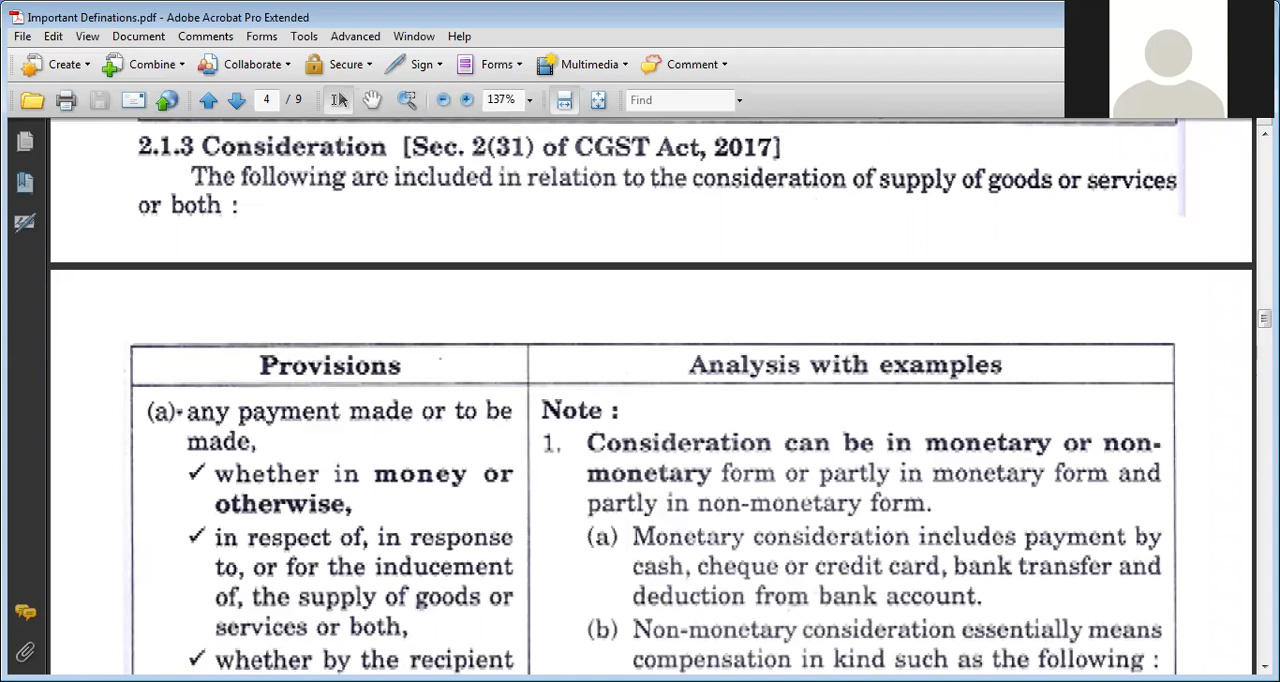 Important Definations.pdf - Adobe Acrobat Pro Extended
File Edit View Document Comments Forms Tools Advanced Window Help
Create Combine Collaborate Secure Sign Forms Multimedia Comment
4 / 9 137% Find
2.1.3 Consideration [Sec. 2(31) of CGST Act, 2017]
The following are included in relation to the consideration of supply of goods or services
or both :
Provisions
(a) any payment made or to be
made,
✓ whether in money or
otherwise,
✓ in respect of, in response
to, or for the inducement
of, the supply of goods or
services or both,
✓ whether by the recipient
Analysis with examples
Note :
1. Consideration can be in monetary or non-
monetary form or partly in monetary form and
partly in non-monetary form.
(a) Monetary consideration includes payment by
cash, cheque or credit card, bank transfer and
deduction from bank account.
(b) Non-monetary consideration essentially means
compensation in kind such as the following :